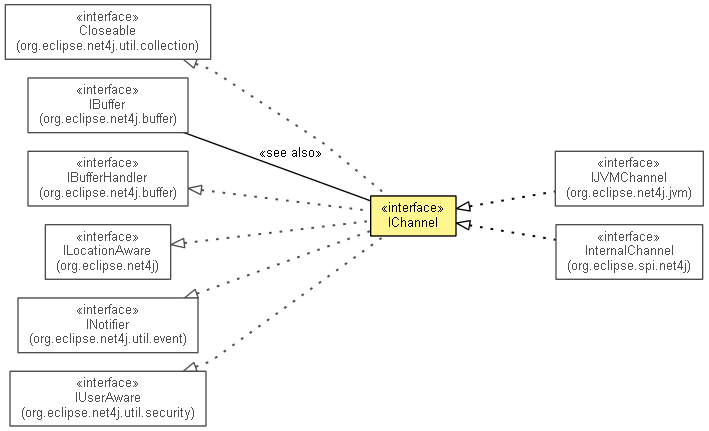 «interface»
Closeable
(org.eclipse.net4j.util.collection)
«interface»
IBuffer
(org.eclipse.net4j.buffer)
«see also»
«interface»
IBufferHandler
(org.eclipse.net4j.buffer)
«interface»
ILocationAware
(org.eclipse.net4j)
«interface»
INotifier
(org.eclipse.net4j.util.event)
«interface»
IUserAware
(org.eclipse.net4j.util.security)
«interface»
IChannel
«interface»
IJVMChannel
(org.eclipse.net4j.jvm)
«interface»
InternalChannel
(org.eclipse.spi.net4j)